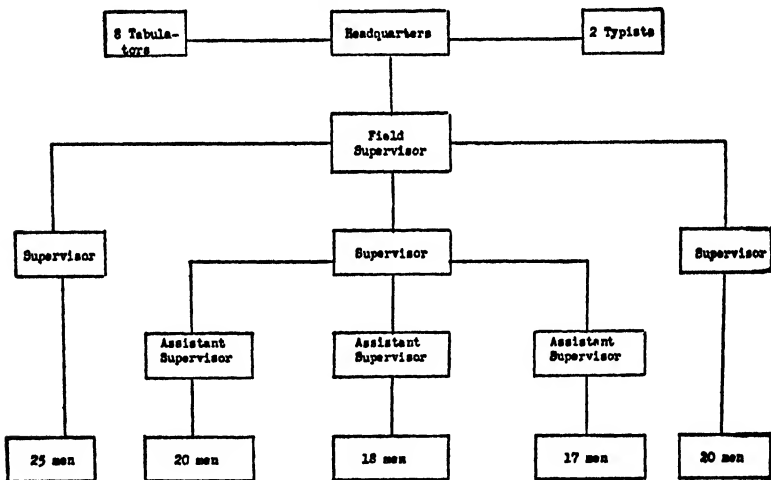 8 Tabula-
tors
Headquarters
2 Typists
Field
Supervisor
Supervisor
Supervisor
Supervisor
Assistant
Supervisor
Assistant
Supervisor
Assistant
Supervisor
25 men
20 men
18 men
17 men
20 men